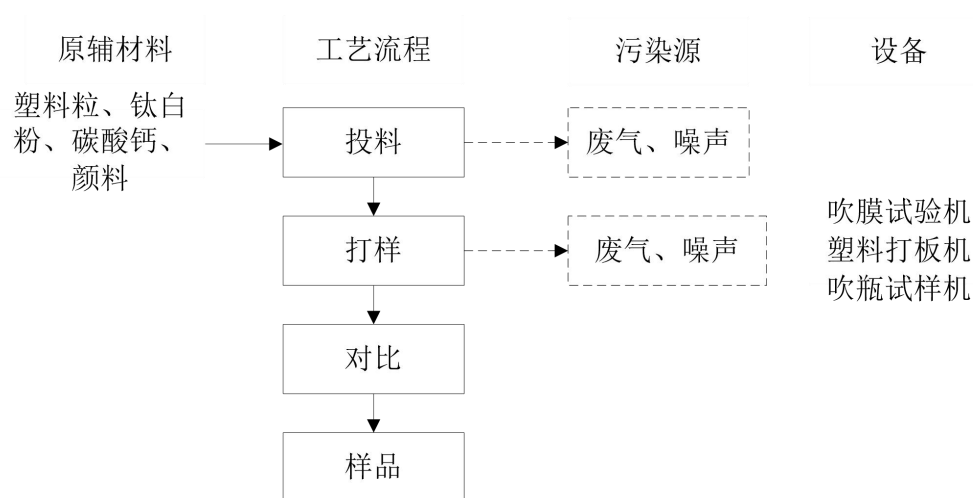 原辅材料
工艺流程
污染源
设备
塑料粒、钛白
粉、碳酸钙、
颜料
投料
废气、噪声
打样
废气、噪声
吹膜试验机
塑料打板机
吹瓶试样机
对比
样品